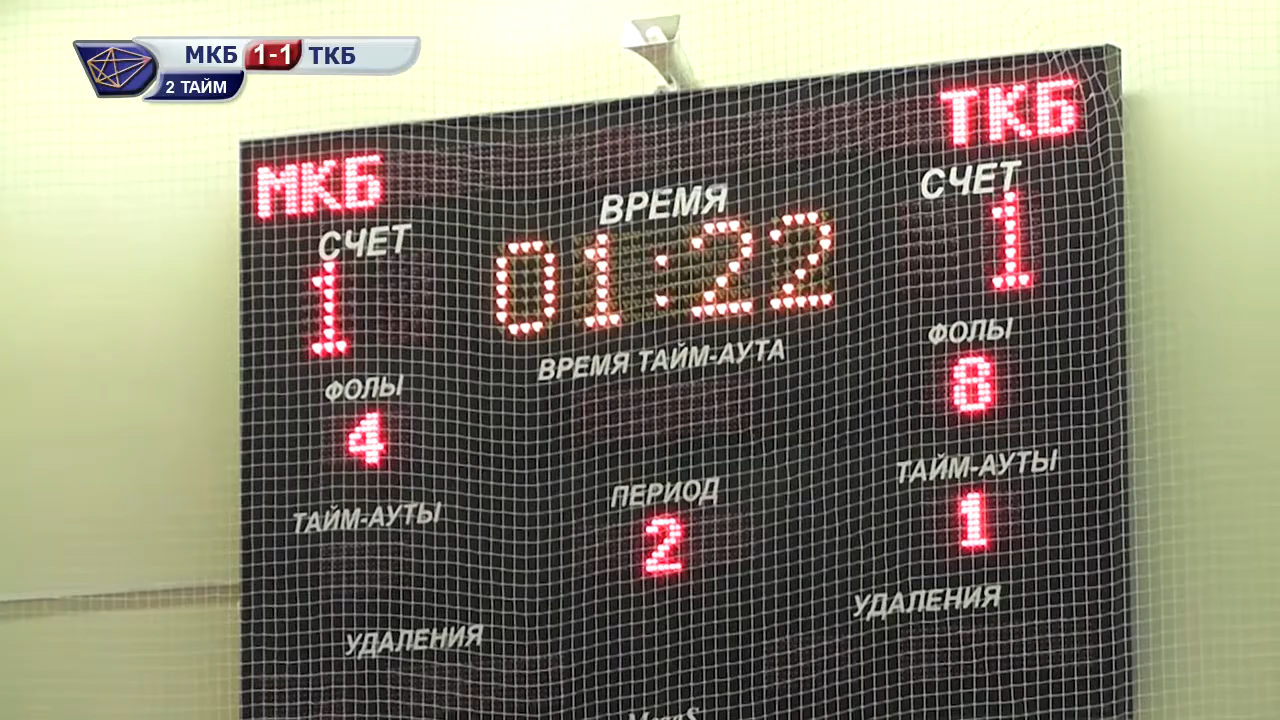 МКБ 1-1 ТКБ
2 ТАЙМ
МКБ
ТКБ
СЧЕТ
ВРЕМЯ
СЧЕТ
1
01:22
1
ФОЛЫ
ВРЕМЯ ТАЙМ-АУТА
ФОЛЫ
4
8
ТАЙМ-АУТЫ
ПЕРИОД
ТАЙМ-АУТЫ
2
1
УДАЛЕНИЯ
УДАЛЕНИЯ